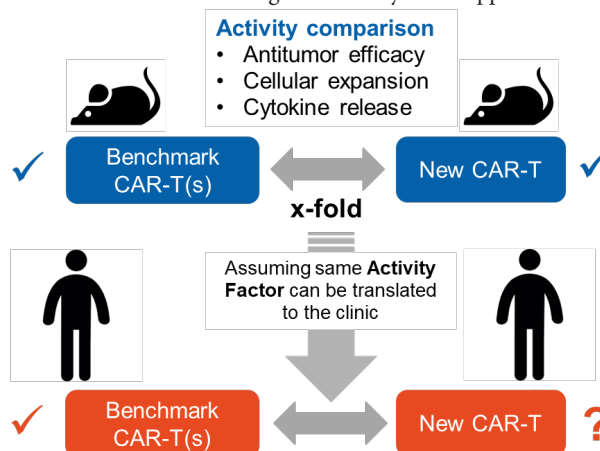 Activity comparison
• Antitumor efficacy
• Cellular expansion
• Cytokine release
Benchmark
CAR-T(s)
New CAR-T
x-fold
Assuming same Activity
Factor can be translated
to the clinic
Benchmark
CAR-T(s)
New CAR-T
?